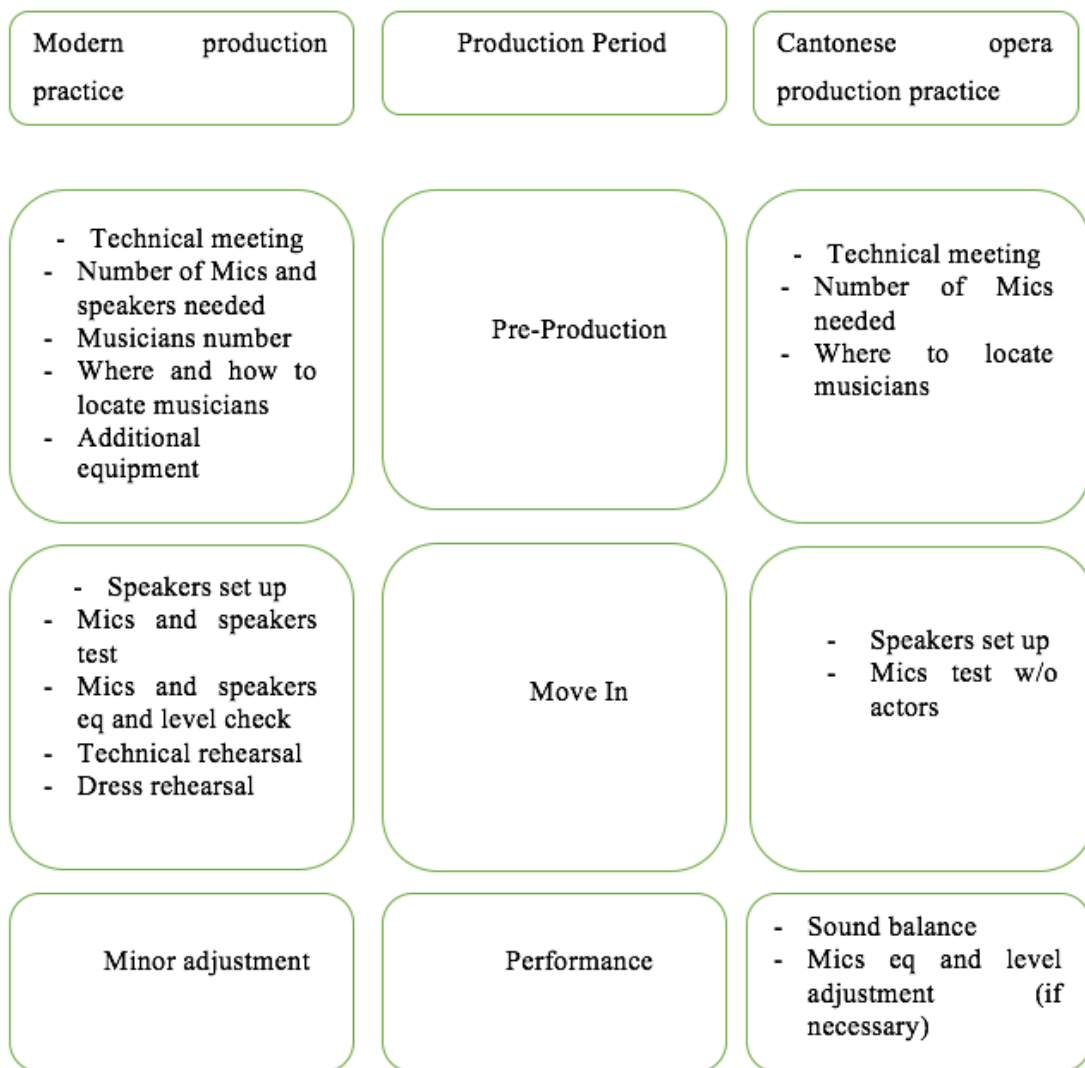 Modern production
practice
Production Period
Cantonese opera
production practice
- Technical meeting
- Number of Mics and
speakers needed
- Musicians number
- Where and how to
locate musicians
- Additional
equipment
Pre-Production
- Technical meeting
- Number of Mics
needed
- Where to locate
musicians
- Speakers set up
- Mics and speakers
test
- Mics and speakers
eq and level check
- Technical rehearsal
- Dress rehearsal
Move In
- Speakers set up
- Mics test w/o
actors
Minor adjustment
Performance
- Sound balance
- Mics eq and level
adjustment (if
necessary)